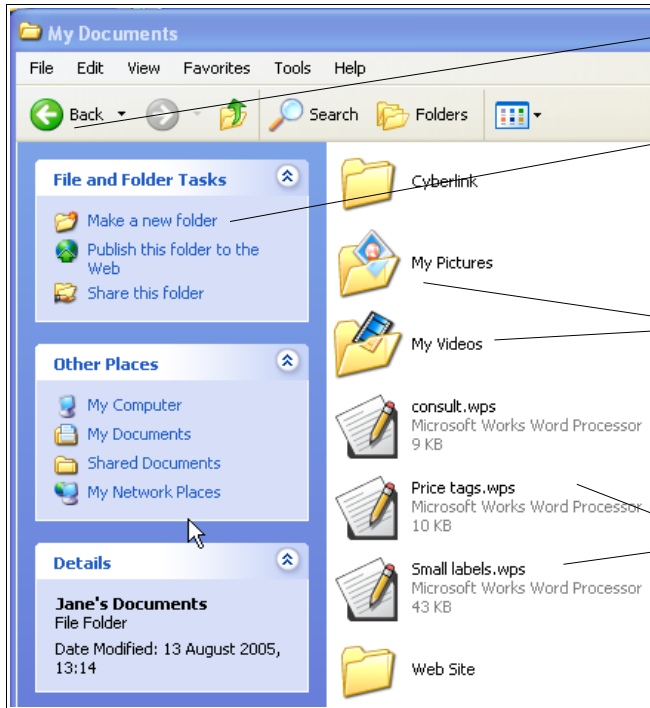 My Documents
File Edit View Favorites Tools Help
Back Search Folders
File and Folder Tasks
Make a new folder
Publish this folder to the
Web
Share this folder
Other Places
My Computer
My Documents
Shared Documents
My Network Places
Details
Jane's Documents
File Folder
Date Modified: 13 August 2005,
13:14
Cyberlink
My Pictures
My Videos
consult.wps
Microsoft Works Word Processor
9 KB
Price tags.wps
Microsoft Works Word Processor
10 KB
Small labels.wps
Microsoft Works Word Processor
43 KB
Web Site